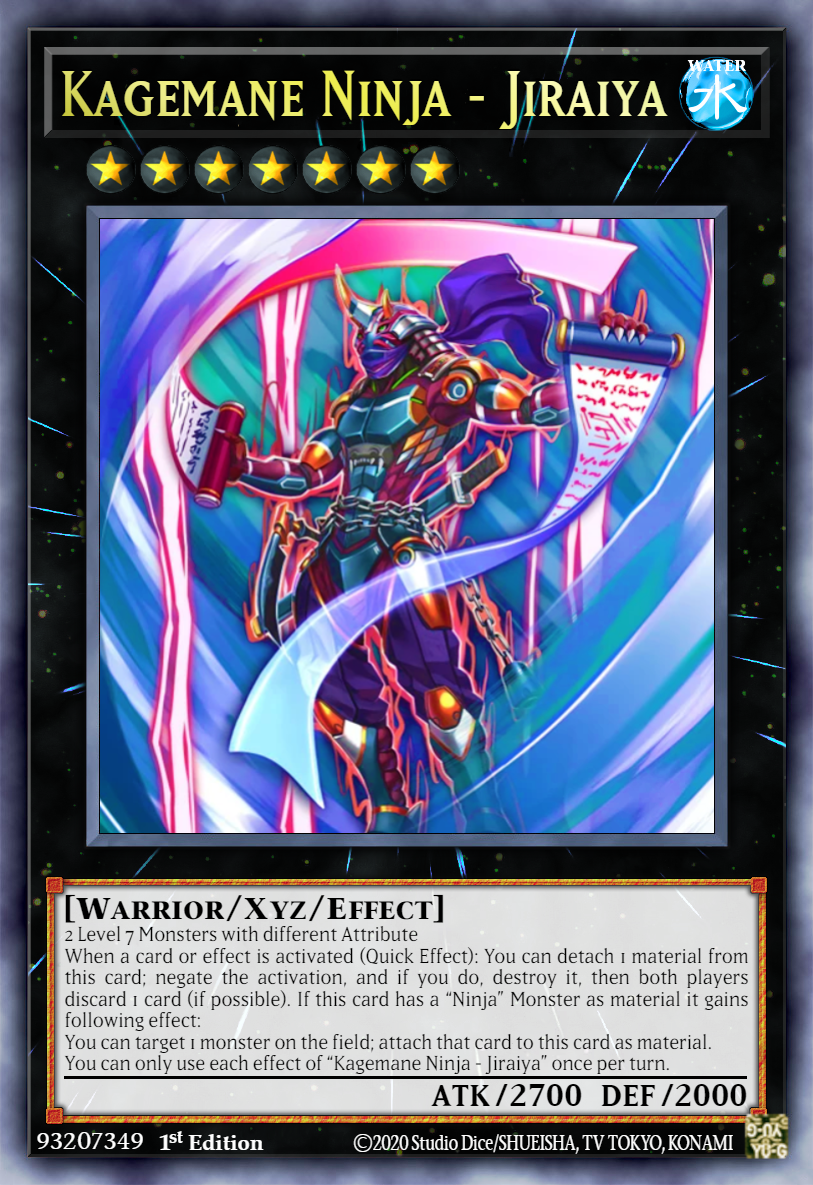 Kagemane Ninja - Jiraiya
WATER
水
[Warrior/Xyz/Effect]
2 Level 7 Monsters with different Attribute
When a card or effect is activated (Quick Effect): You can detach 1 material from
this card; negate the activation, and if you do, destroy it, then both players
discard 1 card (if possible). If this card has a “Ninja” Monster as material it gains
following effect:
You can target 1 monster on the field; attach that card to this card as material.
You can only use each effect of “Kagemane Ninja - Jiraiya” once per turn.
ATK/2700 DEF/2000
93207349 1st Edition ©2020 Studio Dice/SHUEISHA, TV TOKYO, KONAMI